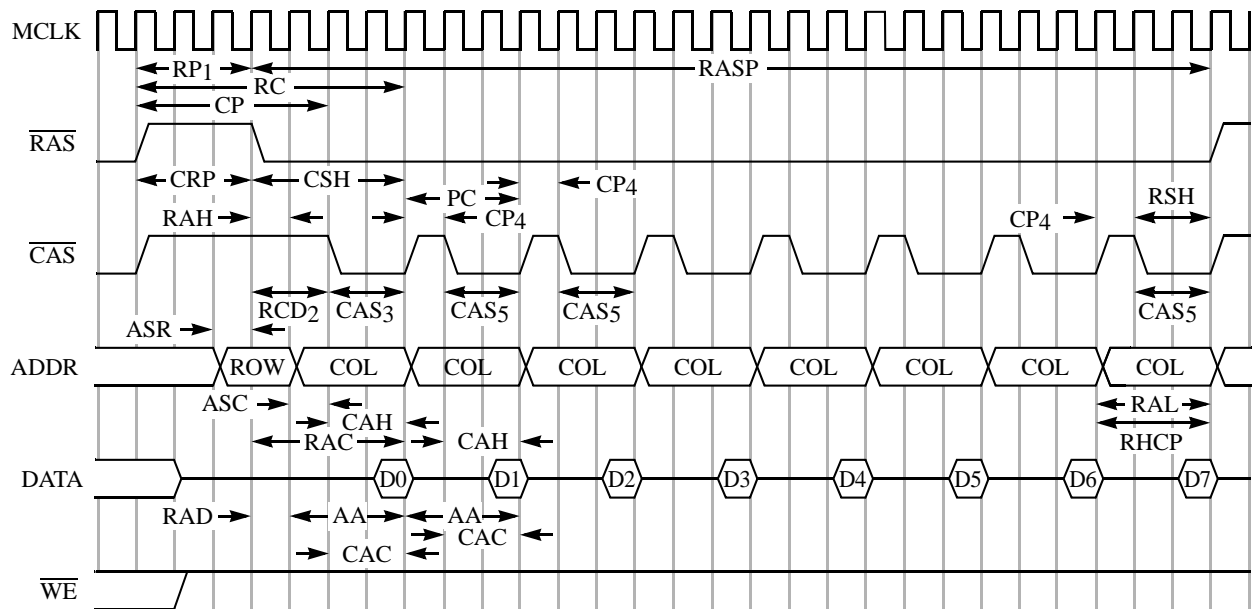 MCLK
RP1 RASP
RC
CP
RAS
CRP CSH CP4
PC
RAH CP4 CP4 RSH
CAS
RCD2 CAS3 CAS5 CAS5 CAS5
ASR
ADDR ROW COL COL COL COL COL COL COL COL
ASC RAL
CAH
RAC CAH RHCP
DATA D0 D1 D2 D3 D4 D5 D6 D7
RAD AA AA
CAC
CAC
WE